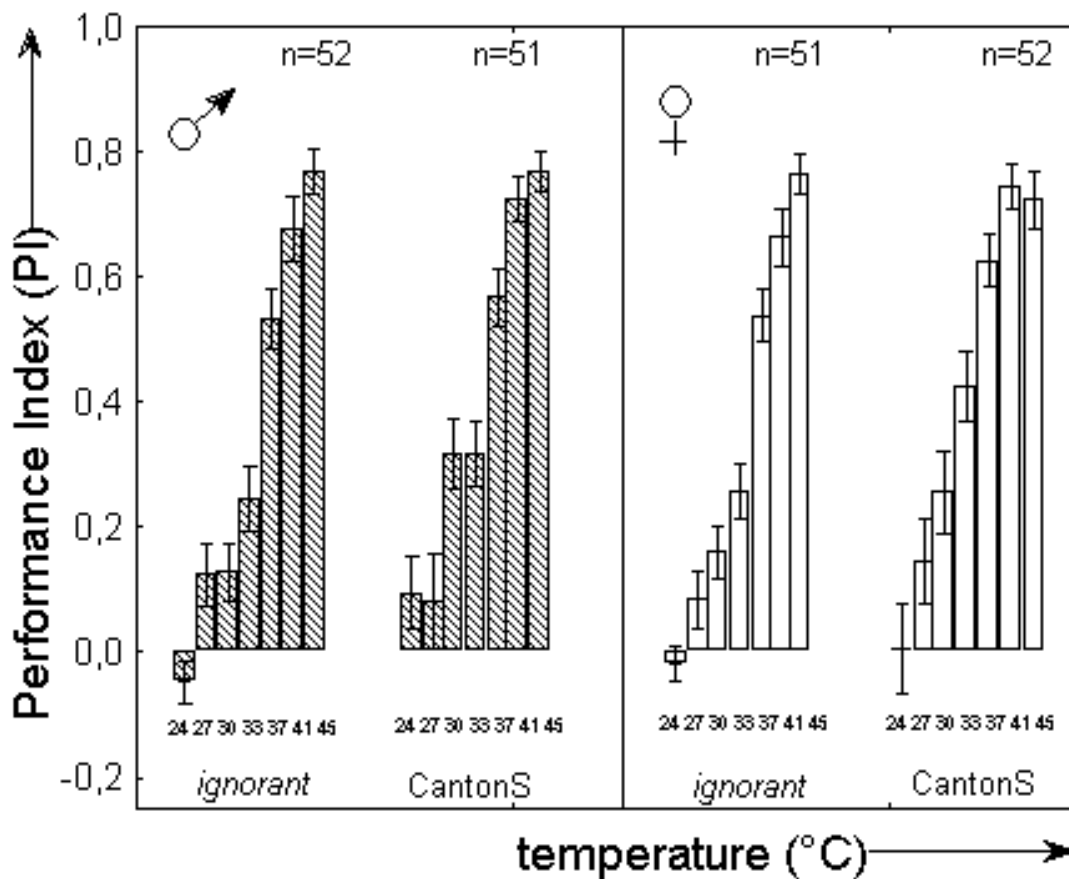 Performance Index (PI)
1,0
0,8
0,6
0,4
0,2
0,0
-0,2
n=52 n=51 n=51 n=52
24 27 30 33 37 41 45 24 27 30 33 37 41 45 24 27 30 33 37 41 45 24 27 30 33 37 41 45
ignorant CantonS ignorant CantonS
temperature (°C)